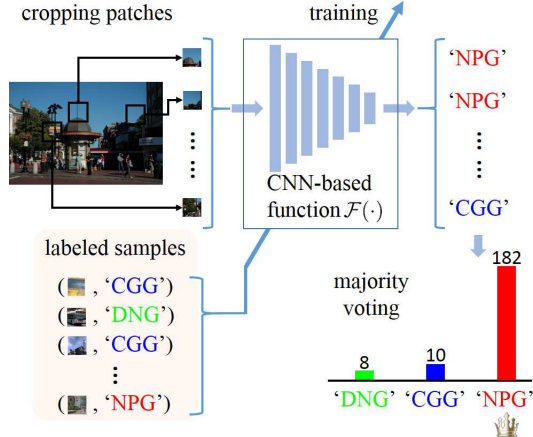 cropping patches
training
CNN-based
function F(·)
‘NPG’
‘NPG’
⋮
⋮
‘CGG’
labeled samples
( , ‘CGG’)
( , ‘DNG’)
( , ‘CGG’)
⋮
( , ‘NPG’)
majority
voting
8
10
182
‘DNG’ ‘CGG’ ‘NPG’